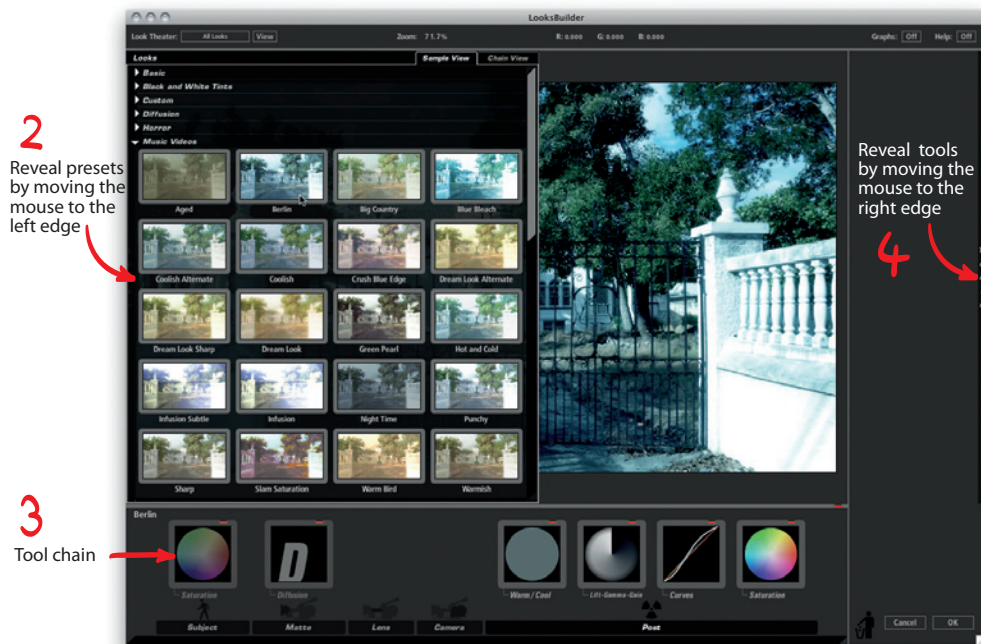 LooksBuilder
Look Theater: All Looks View Zoom: 71.7% R: 0.000 G: 0.000 B: 0.000 Graphs: Off Help: Off
Looks Sample View Chain View
Basic
Black and White Tints
Custom
Diffusion
Horror
Music Videos
Aged Berlin Big Country Blue Bleach
Coolish Alternate Coolish Crush Blue Edge Dream Look Alternate
Dream Look Sharp Dream Look Green Pearl Hot and Cold
Infusion Subtle Infusion Night Time Punchy
Sharp Slam Saturation Warm Bird Warmish
2
Reveal presets
by moving the
mouse to the
left edge
Reveal tools
by moving the
mouse to the
right edge
4
3
Tool chain
Berlin
D
Saturation Diffusion Warm/Cool Lift-Gamma-Gain Curves Saturation
Subject Matte Lens Camera Post
Cancel OK